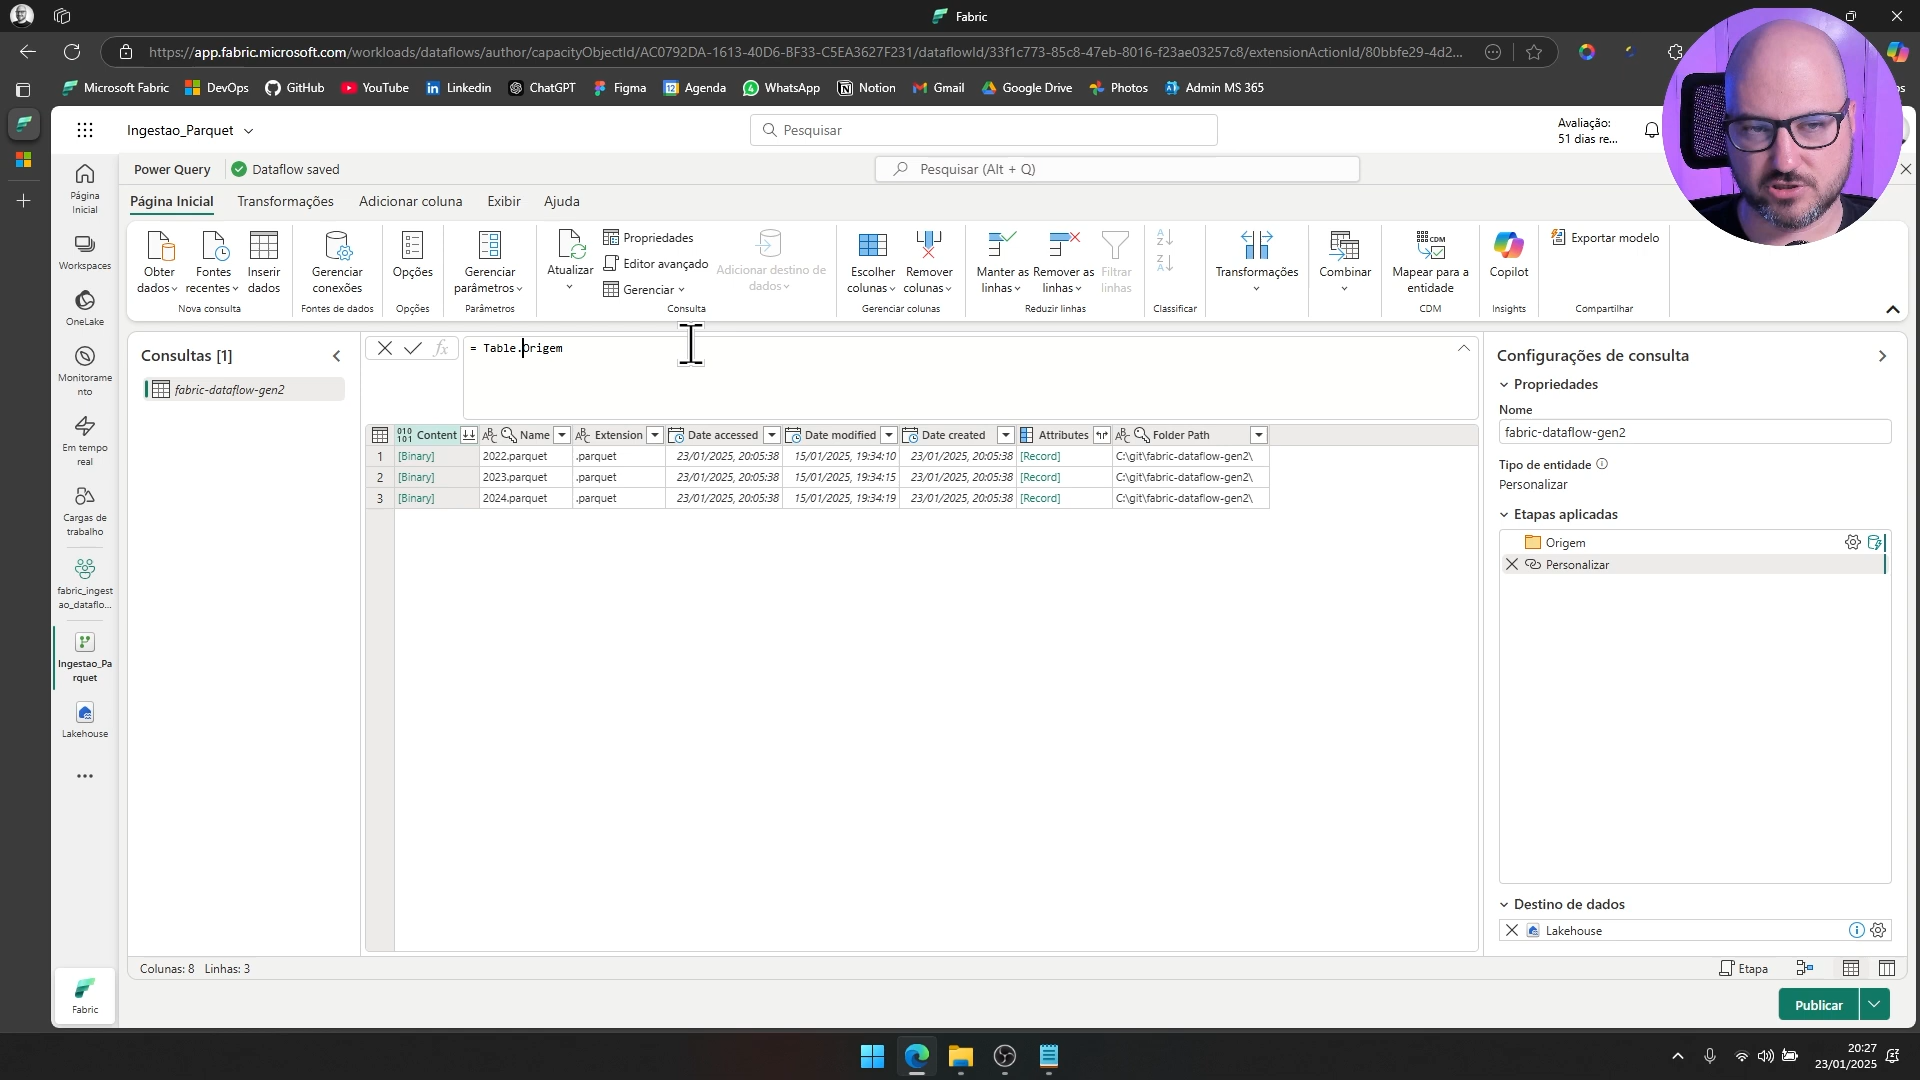 Fabric
https://app.fabric.microsoft.com/workloads/dataflows/author/capacityObjectId/AC0792DA-1613-40D6-BF33-C5EA3627F231/dataflowId/33f1c773-85c8-47eb-8016-f23ae03257c8/extensionActionId/80bbfe29-4d2...
Microsoft Fabric DevOps GitHub YouTube Linkedin ChatGPT Figma Agenda WhatsApp Notion Gmail Google Drive Photos Admin MS 365
Ingestao_Parquet
Pesquisar
Avaliação:
51 dias re...
Power Query
Dataflow saved
Pesquisar (Alt + Q)
Página Inicial Transformações Adicionar coluna Exibir Ajuda
Obter dados
Fontes recentes
Inserir dados
Nova consulta
Gerenciar conexões
Fontes de dados
Opções
Opções
Gerenciar parâmetros
Parâmetros
Atualizar
Propriedades
Editor avançado
Gerenciar
Adicionar destino de dados
Consulta
Escolher colunas
Remover colunas
Gerenciar colunas
Manter as linhas
Remover as linhas
Filtrar linhas
Reduzir linhas
Classificar
Transformações
Combinar
Mapear para a entidade
CDM
CDM
Copilot
Insights
Exportar modelo
Compartilhar
Página Inicial
Workspaces
OneLake
Monitorame
nto
Em tempo
real
Cargas de
trabalho
fabric_ingest
ao_dataflo...
Ingestao_Pa
rquet
Lakehouse
Fabric
Consultas [1]
fabric-dataflow-gen2
fx
= Table.Origem
Content Name Extension Date accessed Date modified Date created Attributes Folder Path
1 [Binary] 2022.parquet .parquet 23/01/2025, 20:05:38 15/01/2025, 19:34:10 23/01/2025, 20:05:38 [Record] C:\git\fabric-dataflow-gen2\
2 [Binary] 2023.parquet .parquet 23/01/2025, 20:05:38 15/01/2025, 19:34:15 23/01/2025, 20:05:38 [Record] C:\git\fabric-dataflow-gen2\
3 [Binary] 2024.parquet .parquet 23/01/2025, 20:05:38 15/01/2025, 19:34:19 23/01/2025, 20:05:38 [Record] C:\git\fabric-dataflow-gen2\
Configurações de consulta
Propriedades
Nome
fabric-dataflow-gen2
Tipo de entidade
Personalizar
Etapas aplicadas
Origem
Personalizar
Destino de dados
Lakehouse
Colunas: 8 Linhas: 3
Etapa
Publicar
20:27
23/01/2025